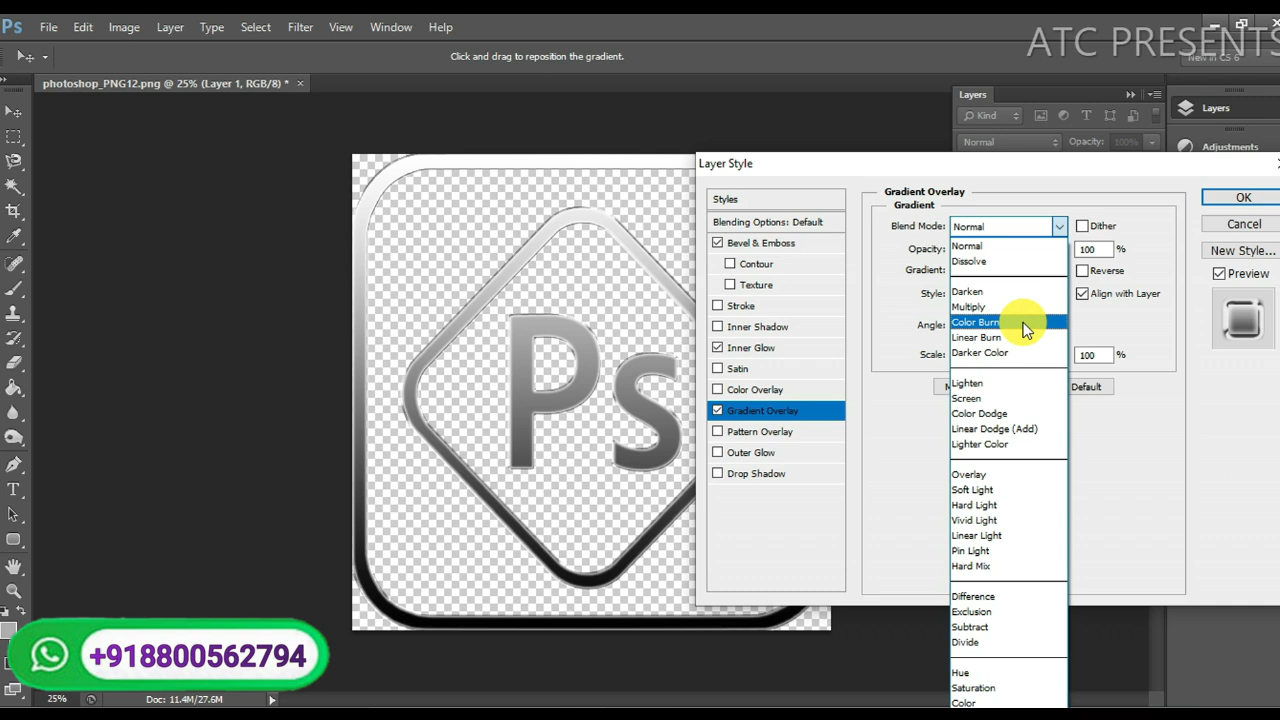 Ps File Edit Image Layer Type Select Filter View Window Help
ATC PRESENTS
Click and drag to reposition the gradient.
New in CS 6
photoshop_PNG12.png @ 25% (Layer 1, RGB/8) * ×
Layers
Layers
Kind
Normal
Opacity: 100%
Adjustments
Layer Style
Styles
Blending Options: Default
Bevel & Emboss
Contour
Texture
Stroke
Inner Shadow
Inner Glow
Satin
Color Overlay
Gradient Overlay
Pattern Overlay
Outer Glow
Drop Shadow
Gradient Overlay
Gradient
Blend Mode: Normal
Dither
Opacity: 100 %
Gradient:
Reverse
Style:
Align with Layer
Angle:
Scale: 100 %
Default
Normal
Dissolve
Darken
Multiply
Color Burn
Linear Burn
Darker Color
Lighten
Screen
Color Dodge
Linear Dodge (Add)
Lighter Color
Overlay
Soft Light
Hard Light
Vivid Light
Linear Light
Pin Light
Hard Mix
Difference
Exclusion
Subtract
Divide
Hue
Saturation
Color
OK
Cancel
New Style...
Preview
Ps
+918800562794
25%
Doc: 11.4M/27.6M